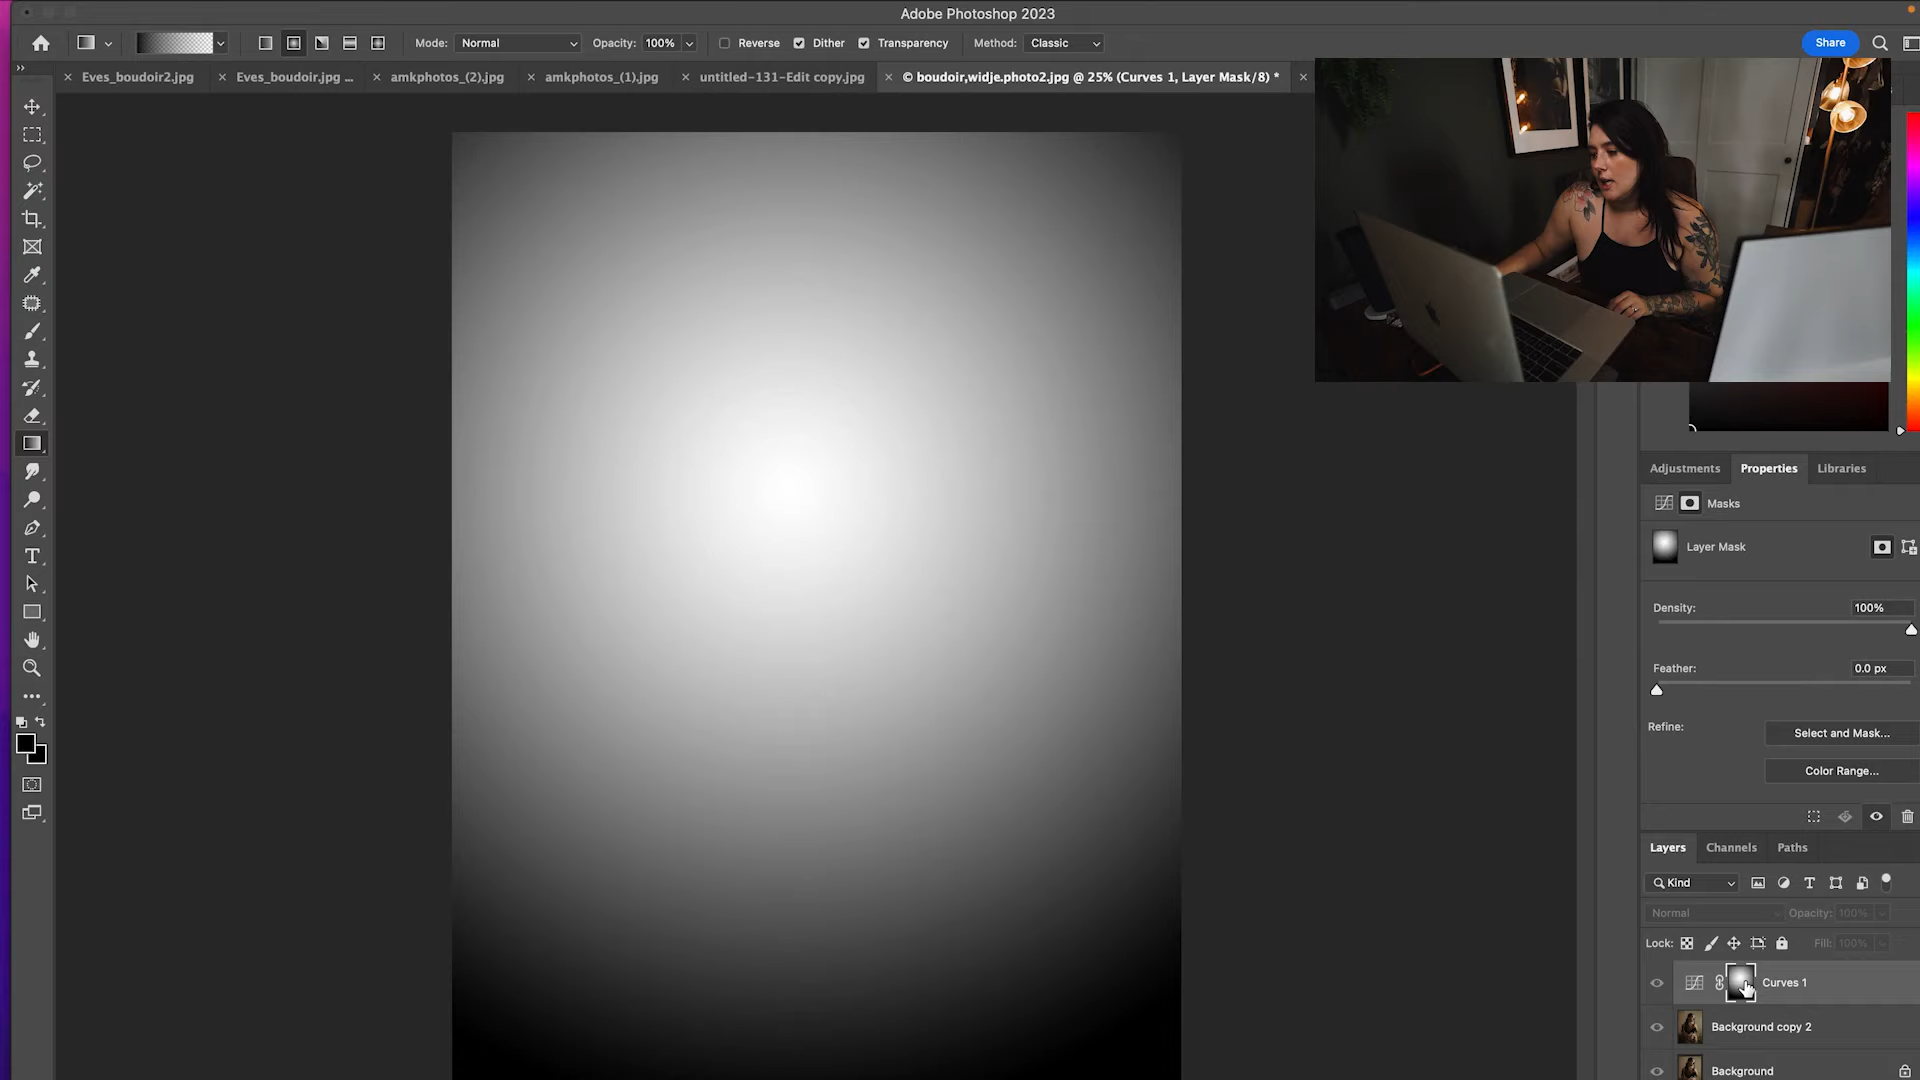 Adobe Photoshop 2023
Mode: Normal Opacity: 100% Reverse Dither Transparency Method: Classic Share
Eves_boudoir2.jpg Eves_boudoir.jpg ... amkphotos_(2).jpg amkphotos_(1).jpg untitled-131-Edit copy.jpg © boudoir,widje.photo2.jpg @ 25% (Curves 1, Layer Mask/8) *
Adjustments Properties Libraries
Masks
Layer Mask
Density: 100%
Feather: 0.0 px
Refine: Select and Mask...
Color Range...
Layers Channels Paths
Kind
Normal Opacity: 100%
Lock: Fill: 100%
Curves 1
Background copy 2
Background